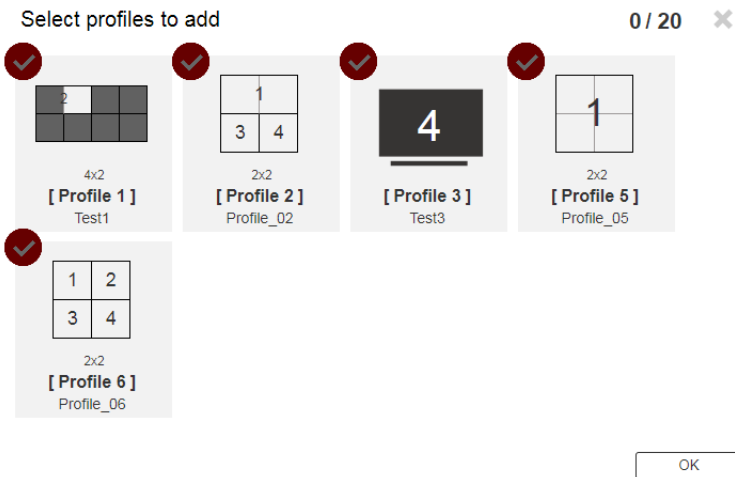 Select profiles to add
0 / 20
2
4x2
[ Profile 1 ]
Test1
1
3 4
2x2
[ Profile 2 ]
Profile_02
4
[ Profile 3 ]
Test3
1
2x2
[ Profile 5 ]
Profile_05
1 2
3 4
2x2
[ Profile 6 ]
Profile_06
OK